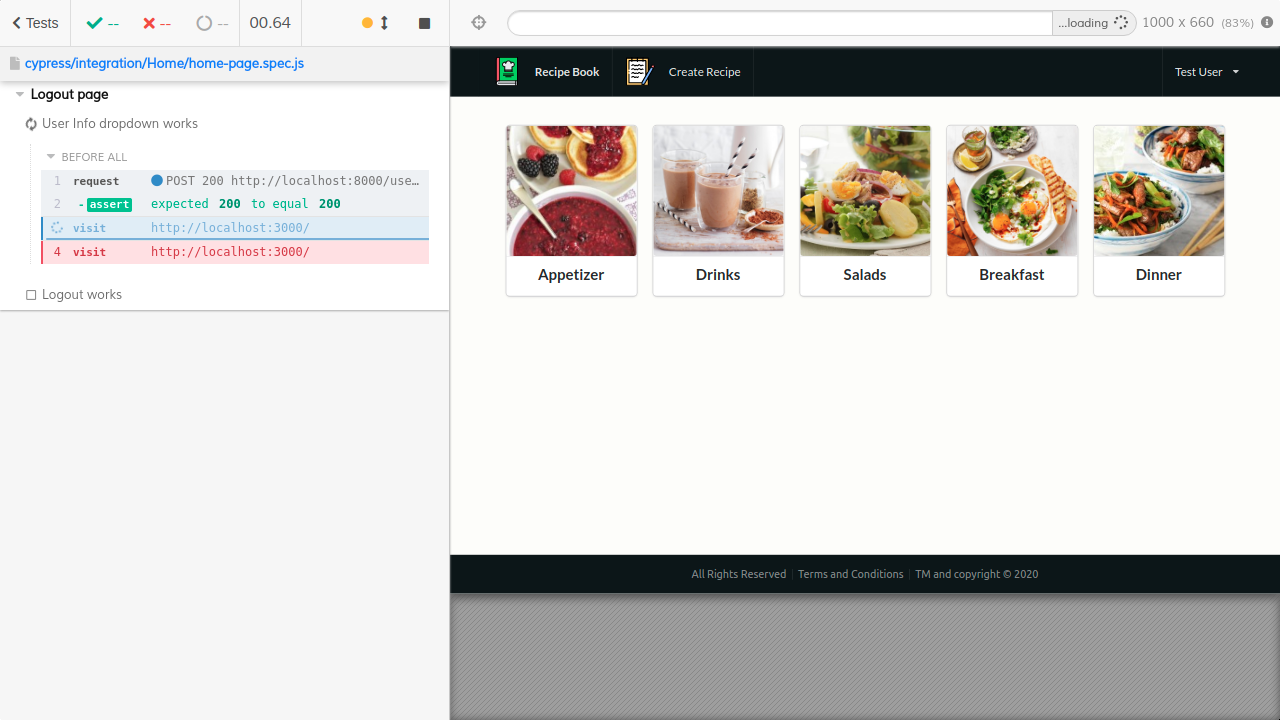 Tests -- -- -- 00.64
...loading 1000 x 660 (83%)
cypress/integration/Home/home-page.spec.js
Logout page
User Info dropdown works
BEFORE ALL
1 request POST 200 http://localhost:8000/use…
2 - assert expected 200 to equal 200
visit http://localhost:3000/
4 visit http://localhost:3000/
Logout works
Recipe Book Create Recipe Test User
Appetizer Drinks Salads Breakfast Dinner
All Rights Reserved Terms and Conditions TM and copyright © 2020